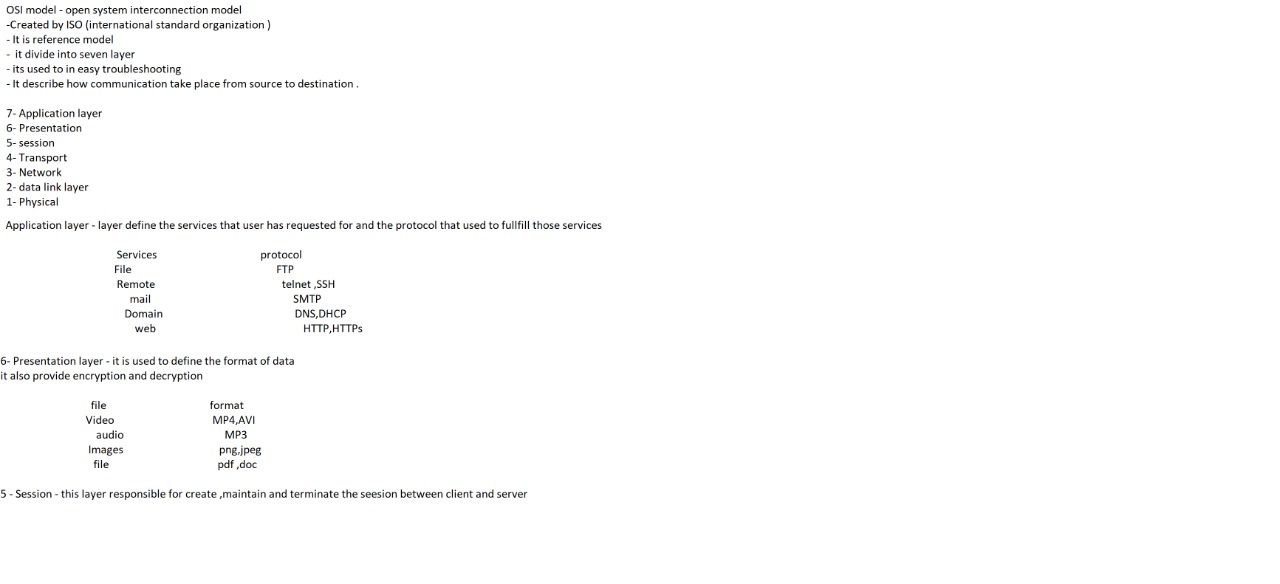 OSI model - open system interconnection model
-Created by ISO (international standard organization )
- It is reference model
- it divide into seven layer
- its used to in easy troubleshooting
- It describe how communication take place from source to destination .
7- Application layer
6- Presentation
5- session
4- Transport
3- Network
2- data link layer
1- Physical
Application layer - layer define the services that user has requested for and the protocol that used to fullfill those services
Services protocol
File FTP
Remote telnet ,SSH
mail SMTP
Domain DNS,DHCP
web HTTP,HTTPs
6- Presentation layer - it is used to define the format of data
it also provide encryption and decryption
file format
Video MP4,AVI
audio MP3
Images png,jpeg
file pdf ,doc
5 - Session - this layer responsible for create ,maintain and terminate the seesion between client and server